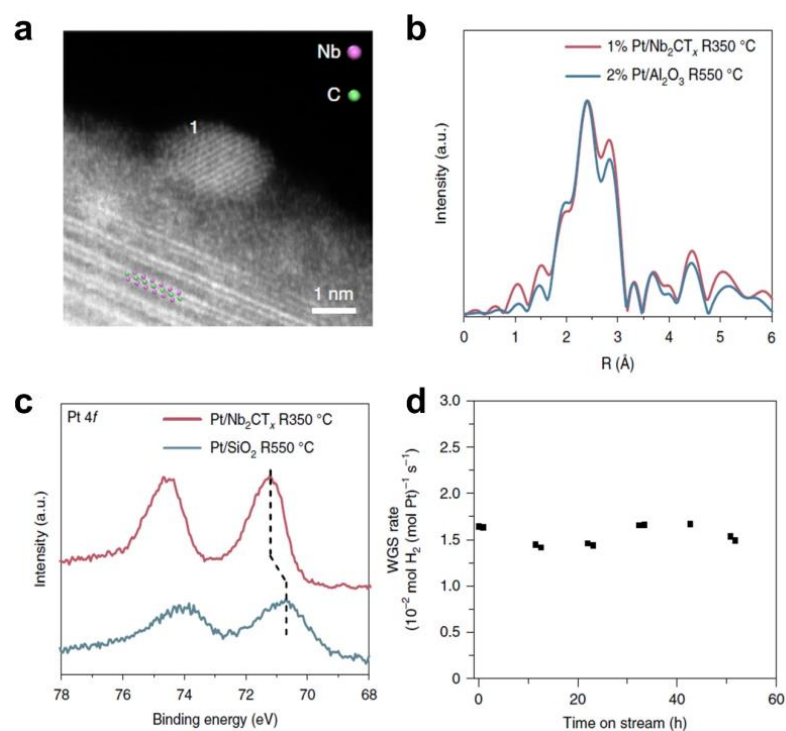 a
Nb
C
1
1 nm
b
1% Pt/Nb₂CTₓ R350 °C
2% Pt/Al₂O₃ R550 °C
Intensity (a.u.)
0 1 2 3 4 5 6
R (Å)
c
Pt 4f
Pt/Nb₂CTₓ R350 °C
Pt/SiO₂ R550 °C
Intensity (a.u.)
78 76 74 72 70 68
Binding energy (eV)
d
3.0
2.5
2.0
1.5
1.0
0.5
0
WGS rate
(10⁻² mol H₂ (mol Pt)⁻¹ s⁻¹)
0 20 40 60
Time on stream (h)